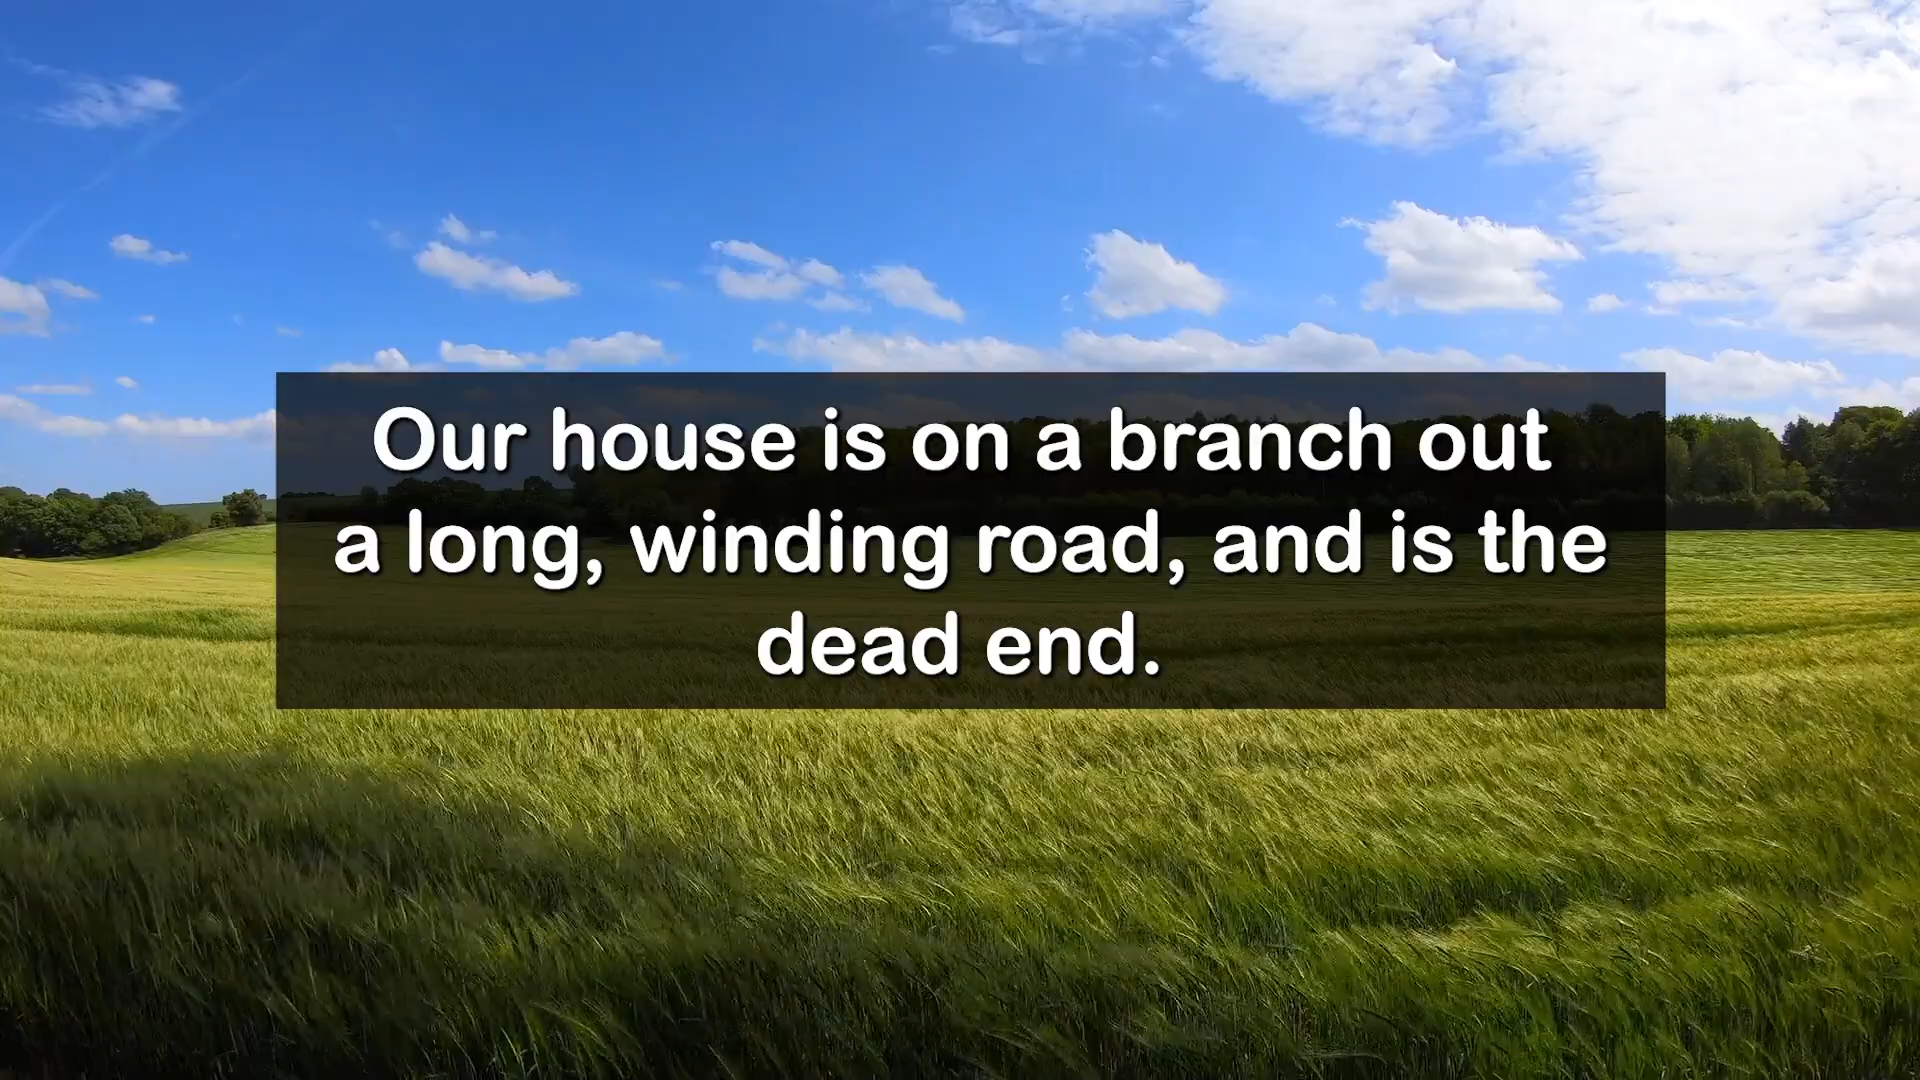 Our house is on a branch out
a long, winding road, and is the
dead end.